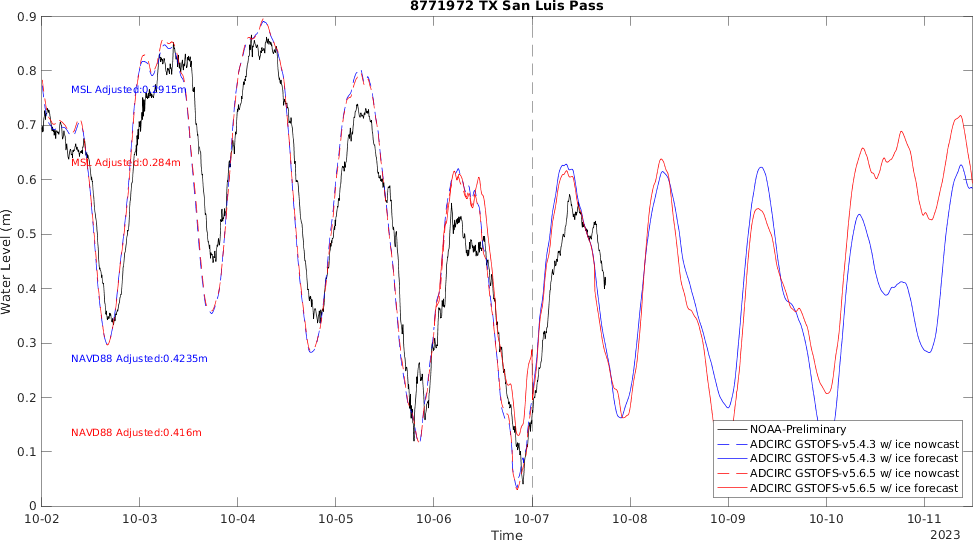 8771972 TX San Luis Pass
Water Level (m)
0.9
0.8
0.7
0.6
0.5
0.4
0.3
0.2
0.1
0
MSL Adjusted:0.2915m
MSL Adjusted:0.284m
NAVD88 Adjusted:0.4235m
NAVD88 Adjusted:0.416m
NOAA-Preliminary
ADCIRC GSTOFS-v5.4.3 w/ ice nowcast
ADCIRC GSTOFS-v5.4.3 w/ ice forecast
ADCIRC GSTOFS-v5.6.5 w/ ice nowcast
ADCIRC GSTOFS-v5.6.5 w/ ice forecast
10-02 10-03 10-04 10-05 10-06 10-07 10-08 10-09 10-10 10-11
Time
2023